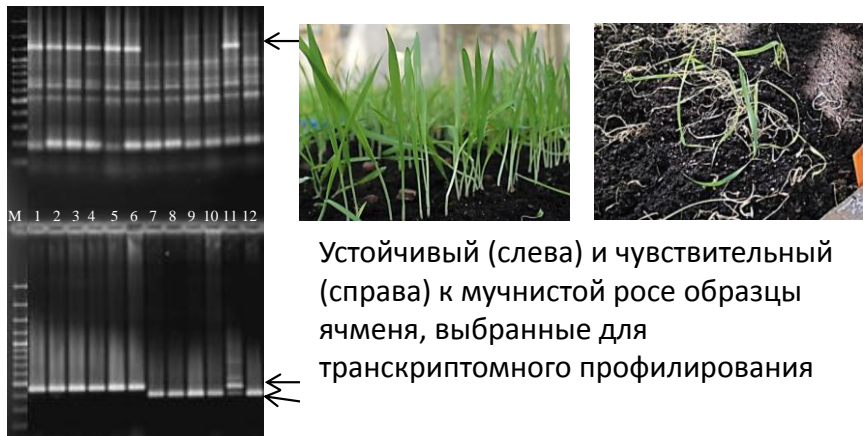 M 1 2 3 4 5 6 7 8 9 10 11 12
Устойчивый (слева) и чувствительный
(справа) к мучнистой росе образцы
ячменя, выбранные для
транскриптомного профилирования